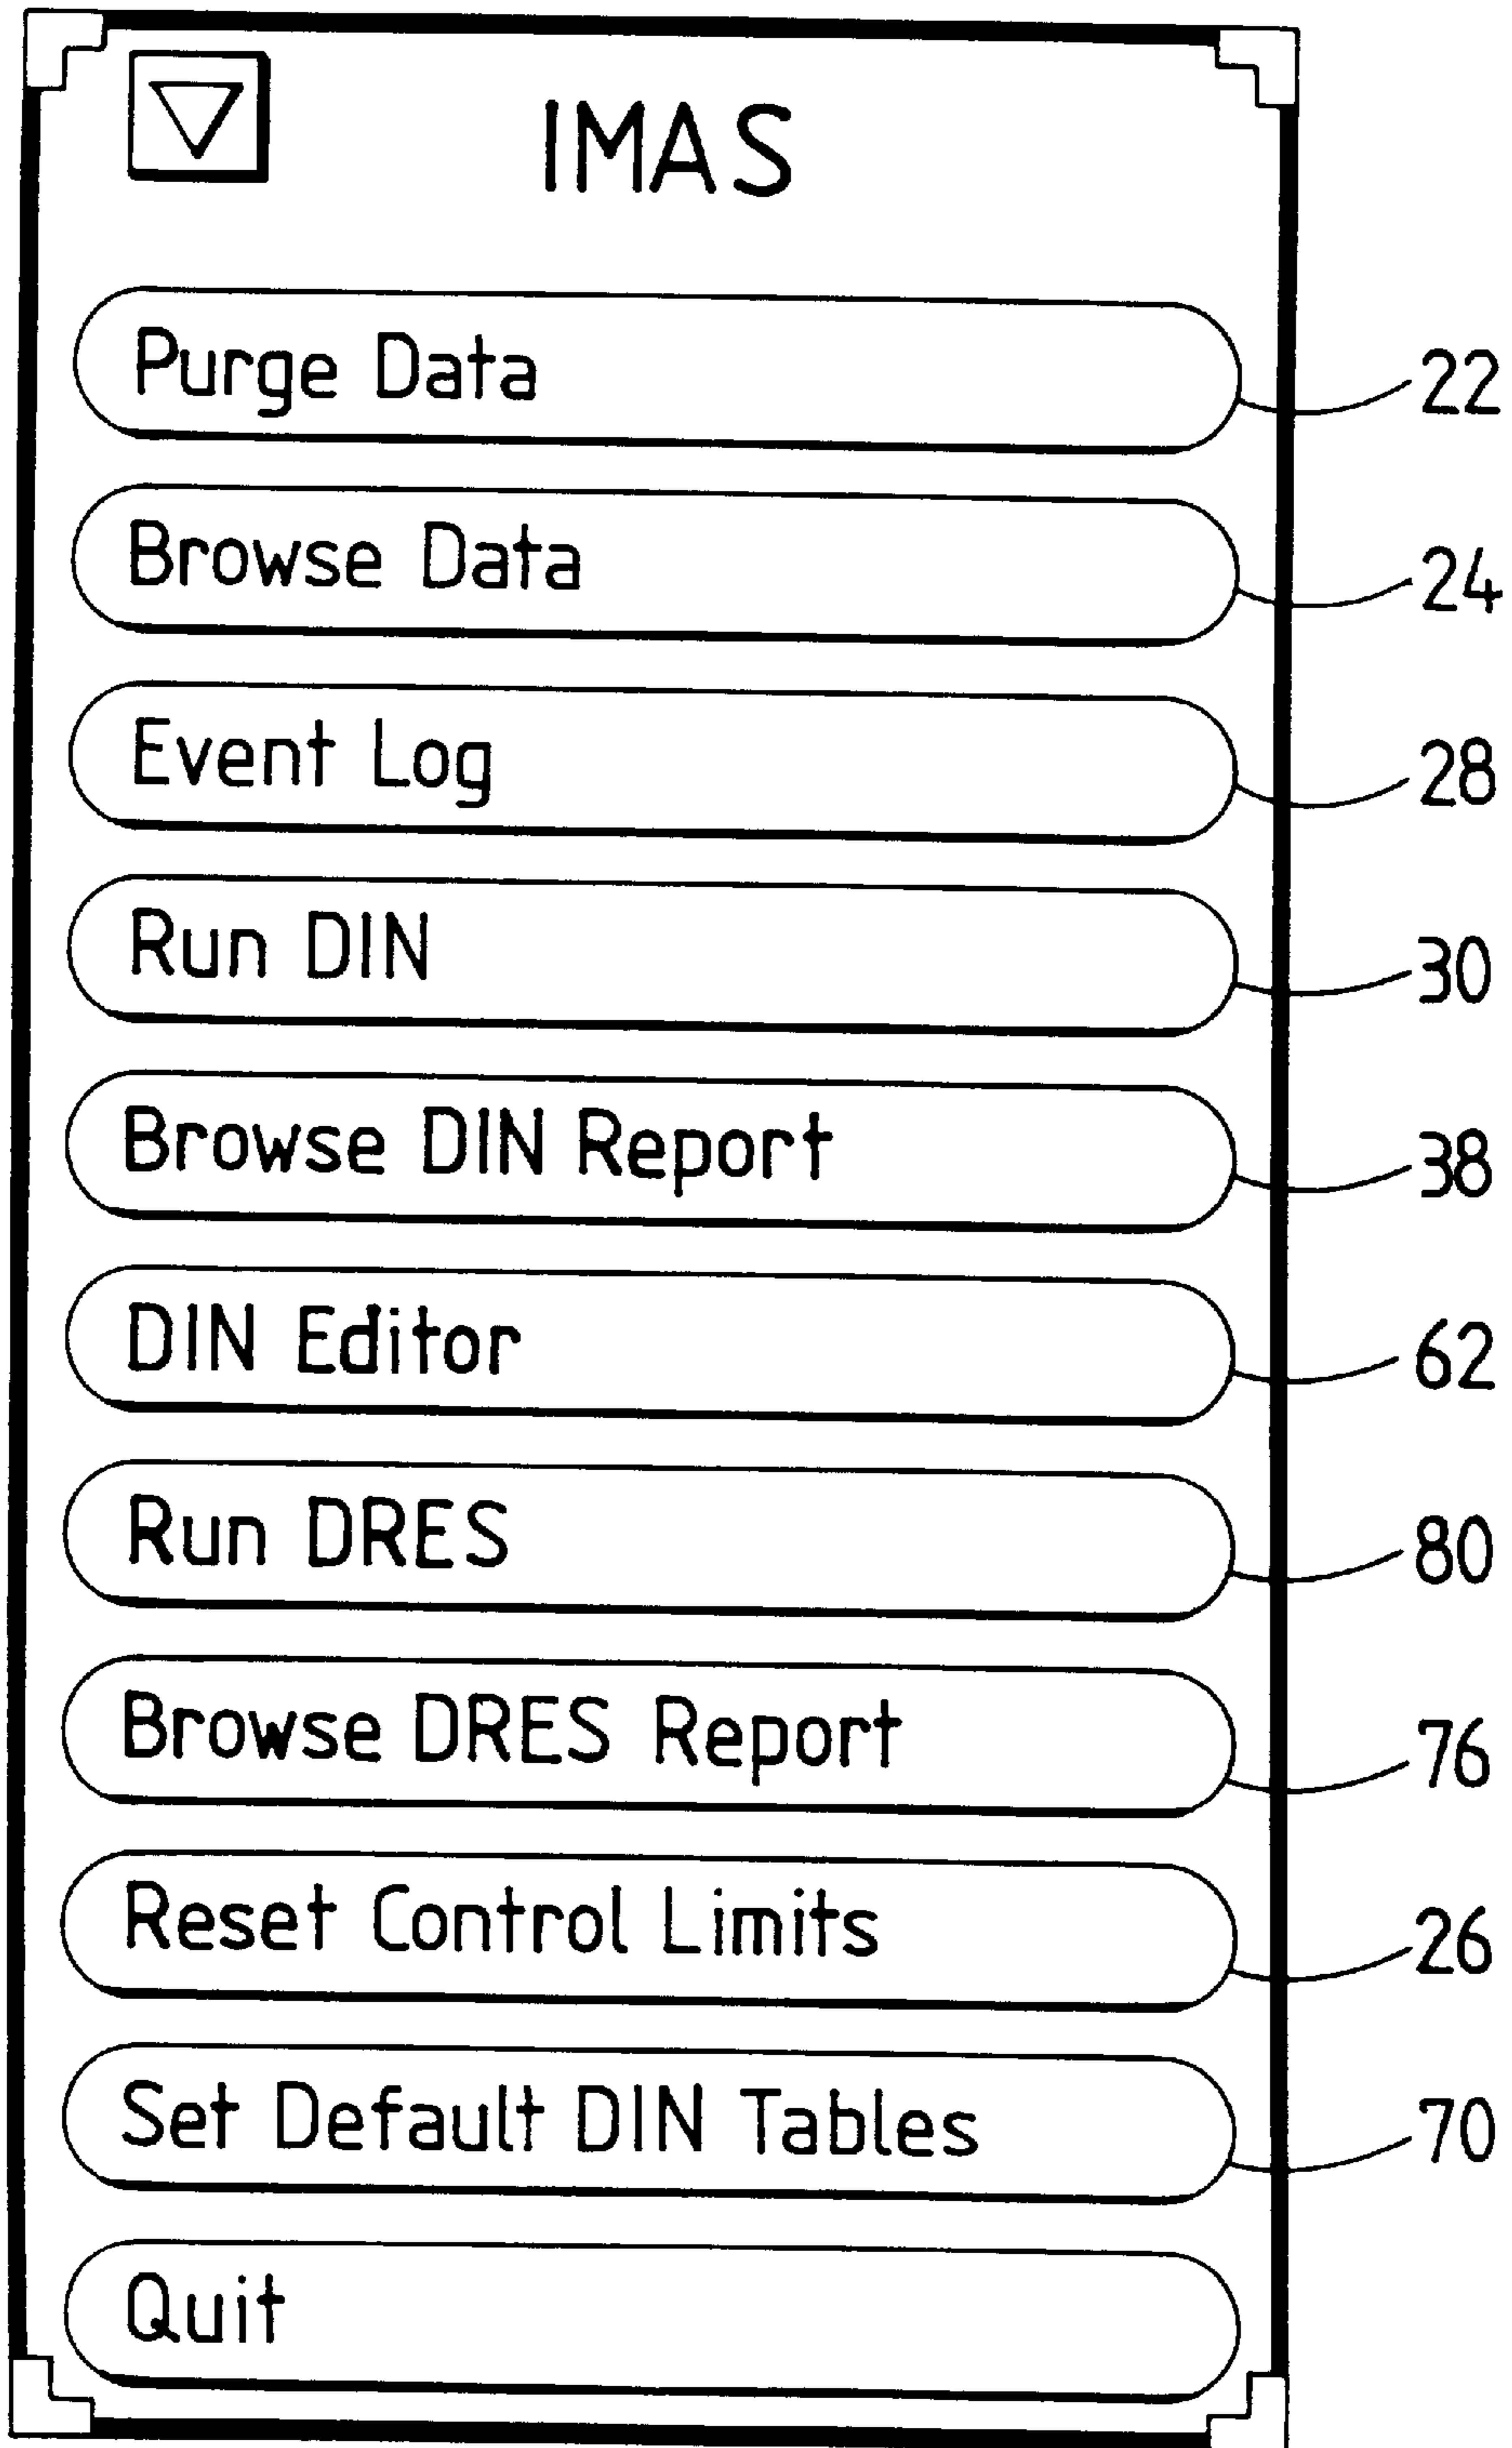 IMAS
Purge Data 22
Browse Data 24
Event Log 28
Run DIN 30
Browse DIN Report 38
DIN Editor 62
Run DRES 80
Browse DRES Report 76
Reset Control Limits 26
Set Default DIN Tables 70
Quit